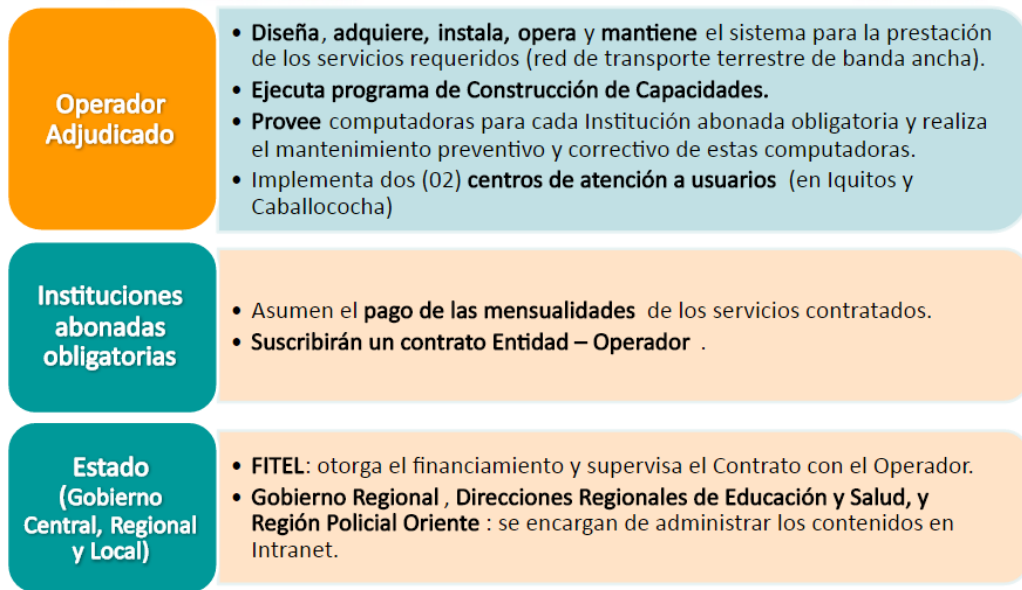 Operador
Adjudicado
• Diseña, adquiere, instala, opera y mantiene el sistema para la prestación
de los servicios requeridos (red de transporte terrestre de banda ancha).
• Ejecuta programa de Construcción de Capacidades.
• Provee computadoras para cada Institución abonada obligatoria y realiza
el mantenimiento preventivo y correctivo de estas computadoras.
• Implementa dos (02) centros de atención a usuarios (en Iquitos y
Caballococha)
Instituciones
abonadas
obligatorias
• Asumen el pago de las mensualidades de los servicios contratados.
• Suscribirán un contrato Entidad – Operador .
Estado
(Gobierno
Central, Regional
y Local)
• FITEL: otorga el financiamiento y supervisa el Contrato con el Operador.
• Gobierno Regional , Direcciones Regionales de Educación y Salud, y
Región Policial Oriente : se encargan de administrar los contenidos en
Intranet.